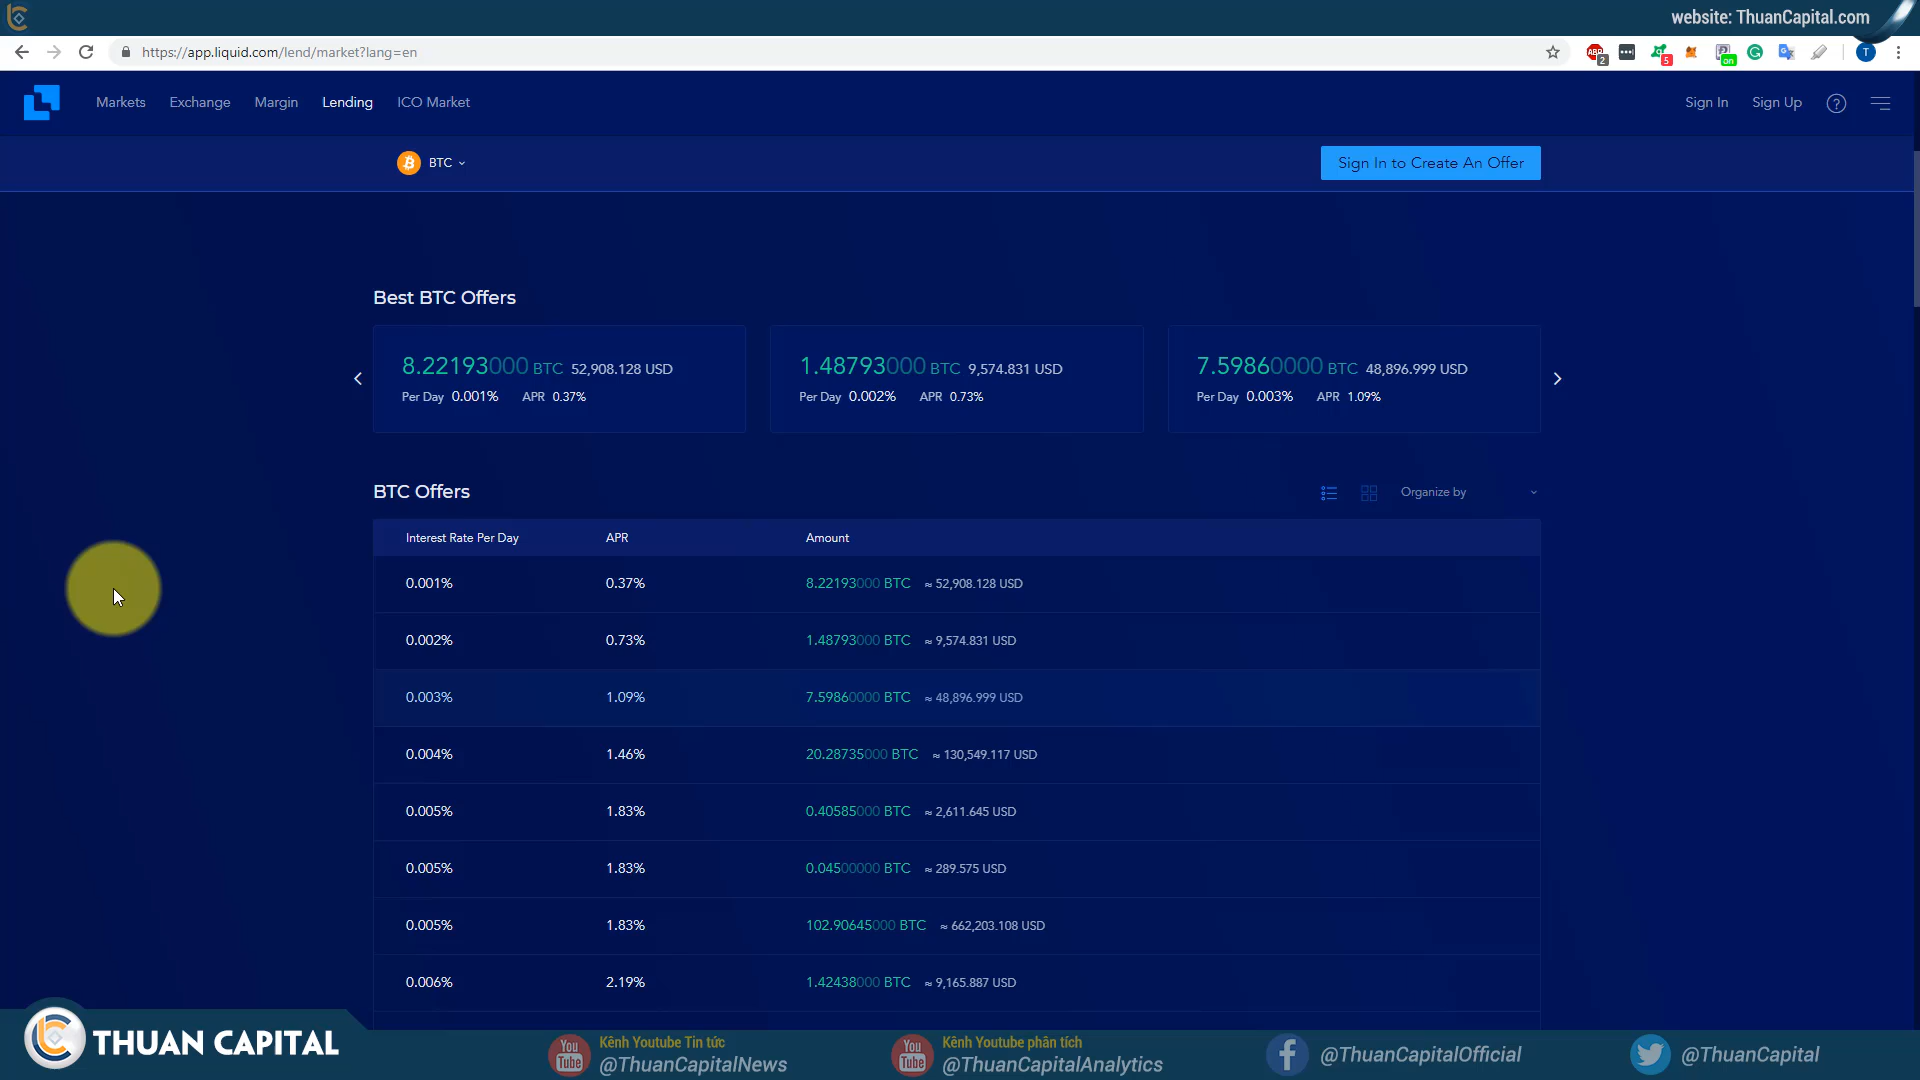 website: ThuanCapital.com
https://app.liquid.com/lend/market?lang=en
ABP 2
5
on
T
Markets Exchange Margin Lending ICO Market
Sign In Sign Up ?
BTC
Sign In to Create An Offer
Best BTC Offers
8.22193000 BTC 52,908.128 USD
Per Day 0.001% APR 0.37%
1.48793000 BTC 9,574.831 USD
Per Day 0.002% APR 0.73%
7.59860000 BTC 48,896.999 USD
Per Day 0.003% APR 1.09%
BTC Offers
Organize by
Interest Rate Per Day APR Amount
0.001% 0.37% 8.22193000 BTC ≈ 52,908.128 USD
0.002% 0.73% 1.48793000 BTC ≈ 9,574.831 USD
0.003% 1.09% 7.59860000 BTC ≈ 48,896.999 USD
0.004% 1.46% 20.28735000 BTC ≈ 130,549.117 USD
0.005% 1.83% 0.40585000 BTC ≈ 2,611.645 USD
0.005% 1.83% 0.04500000 BTC ≈ 289.575 USD
0.005% 1.83% 102.90645000 BTC ≈ 662,203.108 USD
0.006% 2.19% 1.42438000 BTC ≈ 9,165.887 USD
THUAN CAPITAL
You Tube
Kênh Youtube Tin tức
@ThuanCapitalNews
You Tube
Kênh Youtube phân tích
@ThuanCapitalAnalytics
@ThuanCapitalOfficial
@ThuanCapital